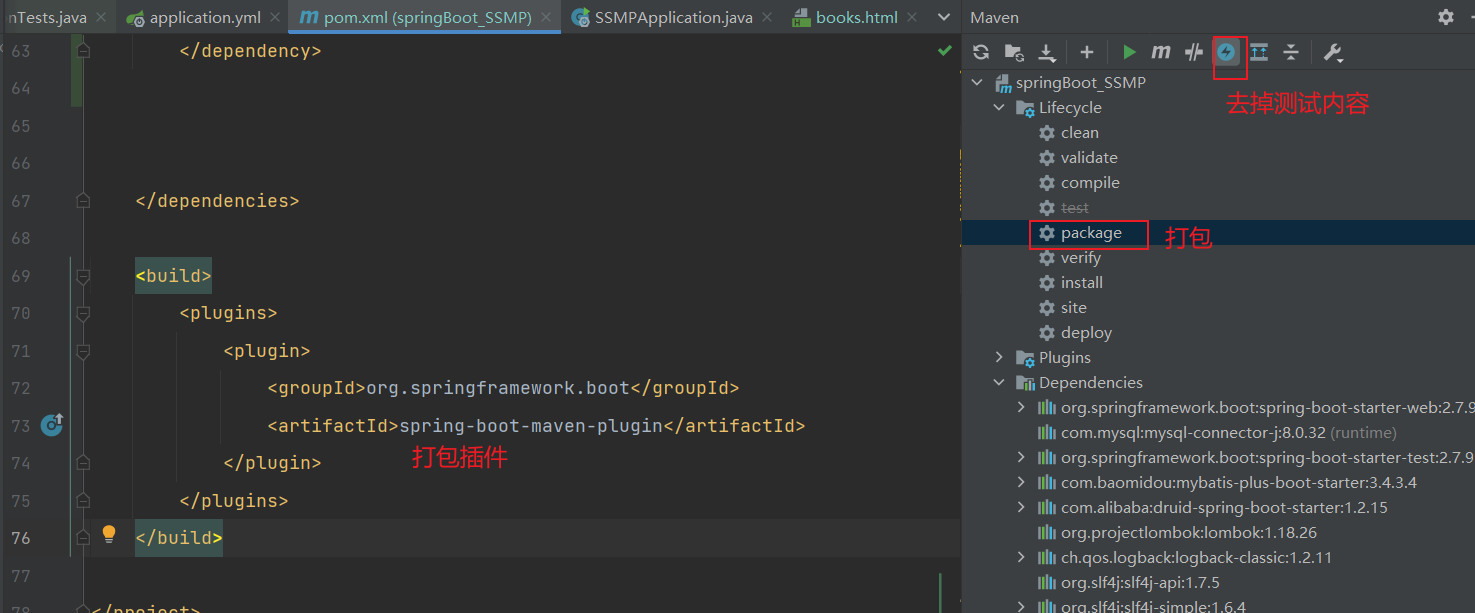 nTests.java
application.yml
pom.xml (springBoot_SSMP)
SSMPApplication.java
books.html
63 </dependency>
64
65
66
67 </dependencies>
68
69 <build>
70 <plugins>
71 <plugin>
72 <groupId>org.springframework.boot</groupId>
73 <artifactId>spring-boot-maven-plugin</artifactId>
74 </plugin>
打包插件
75 </plugins>
76 </build>
77
78 </project>
Maven
去掉测试内容
springBoot_SSMP
Lifecycle
clean
validate
compile
test
package
打包
verify
install
site
deploy
Plugins
Dependencies
org.springframework.boot:spring-boot-starter-web:2.7.9
com.mysql:mysql-connector-j:8.0.32 (runtime)
org.springframework.boot:spring-boot-starter-test:2.7.9
com.baomidou:mybatis-plus-boot-starter:3.4.3.4
com.alibaba:druid-spring-boot-starter:1.2.15
org.projectlombok:lombok:1.18.26
ch.qos.logback:logback-classic:1.2.11
org.slf4j:slf4j-api:1.7.5
org.slf4j:slf4j-simple:1.6.4